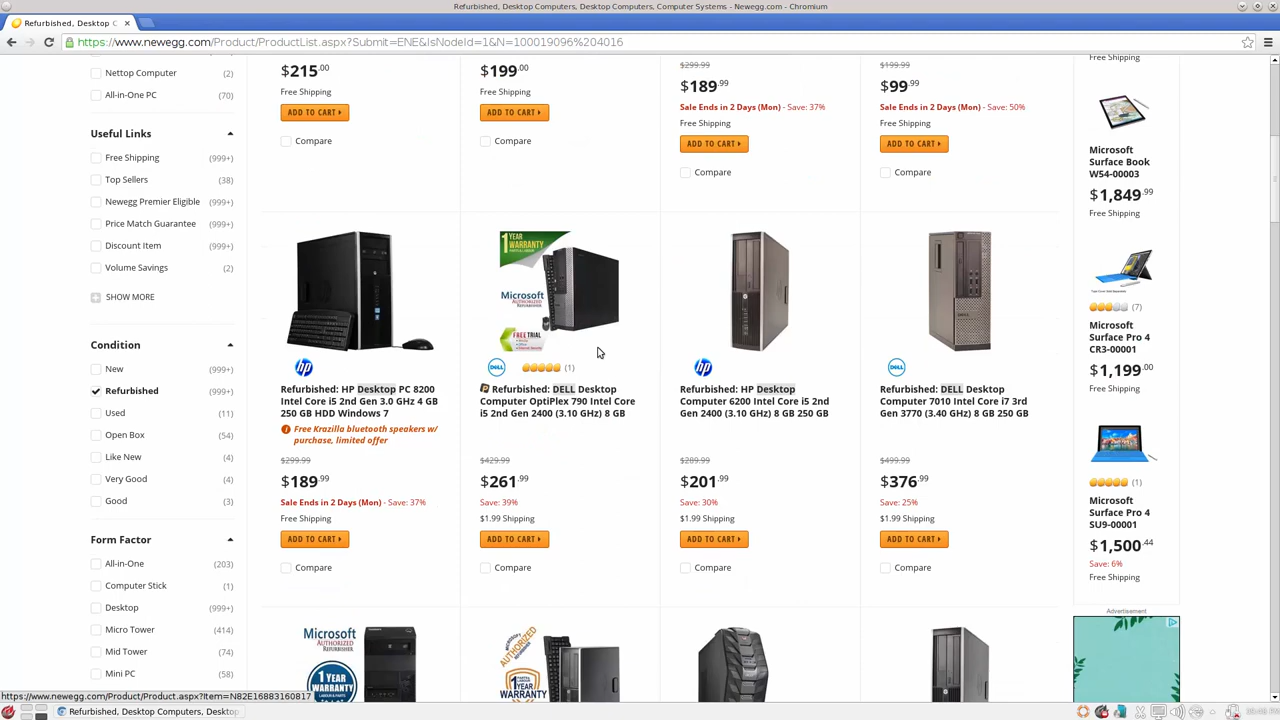 Refurbished, Desktop Computers, Desktop Computers, Computer Systems - Newegg.com - Chromium
Refurbished, Desktop C
https://www.newegg.com/Product/ProductList.aspx?Submit=ENE&IsNodeId=1&N=100019096%204016
Nettop Computer (2)
All-in-One PC (70)
Useful Links
Free Shipping (999+)
Top Sellers (38)
Newegg Premier Eligible (999+)
Price Match Guarantee (999+)
Discount Item (999+)
Volume Savings (2)
SHOW MORE
Condition
New (999+)
Refurbished (999+)
Used (11)
Open Box (54)
Like New (4)
Very Good (4)
Good (3)
Form Factor
All-in-One (203)
Computer Stick (1)
Desktop (999+)
Micro Tower (414)
Mid Tower (74)
Mini PC (58)
$215.00
Free Shipping
ADD TO CART
Compare
$199.00
Free Shipping
ADD TO CART
Compare
$299.99
$189.99
Sale Ends in 2 Days (Mon) - Save: 37%
Free Shipping
ADD TO CART
Compare
$199.99
$99.99
Sale Ends in 2 Days (Mon) - Save: 50%
Free Shipping
ADD TO CART
Compare
hp
Refurbished: HP Desktop PC 8200
Intel Core i5 2nd Gen 3.0 GHz 4 GB
250 GB HDD Windows 7
Free Krazilla bluetooth speakers w/
purchase, limited offer
$299.99
$189.99
Sale Ends in 2 Days (Mon) - Save: 37%
Free Shipping
ADD TO CART
Compare
1 YEAR
WARRANTY
Microsoft
AUTHORIZED
Refurbisher
FREE TRIAL
DELL
(1)
Refurbished: DELL Desktop
Computer OptiPlex 790 Intel Core
i5 2nd Gen 2400 (3.10 GHz) 8 GB
$429.99
$261.99
Save: 39%
$1.99 Shipping
ADD TO CART
Compare
hp
Refurbished: HP Desktop
Computer 6200 Intel Core i5 2nd
Gen 2400 (3.10 GHz) 8 GB 250 GB
$289.99
$201.99
Save: 30%
$1.99 Shipping
ADD TO CART
Compare
DELL
Refurbished: DELL Desktop
Computer 7010 Intel Core i7 3rd
Gen 3770 (3.40 GHz) 8 GB 250 GB
$499.99
$376.99
Save: 25%
$1.99 Shipping
ADD TO CART
Compare
Microsoft
AUTHORIZED
Refurbisher
1 YEAR
WARRANTY
AUTHORIZED
1 YEAR
WARRANTY
Free Shipping
Microsoft
Surface Book
W54-00003
$1,849.99
Free Shipping
(7)
Microsoft
Surface Pro 4
CR3-00001
$1,199.00
Free Shipping
(1)
Microsoft
Surface Pro 4
SU9-00001
$1,500.44
Save: 6%
Free Shipping
Advertisement
https://www.newegg.com/Product/Product.aspx?Item=N82E16883160817
Refurbished, Desktop Computers, Desktop